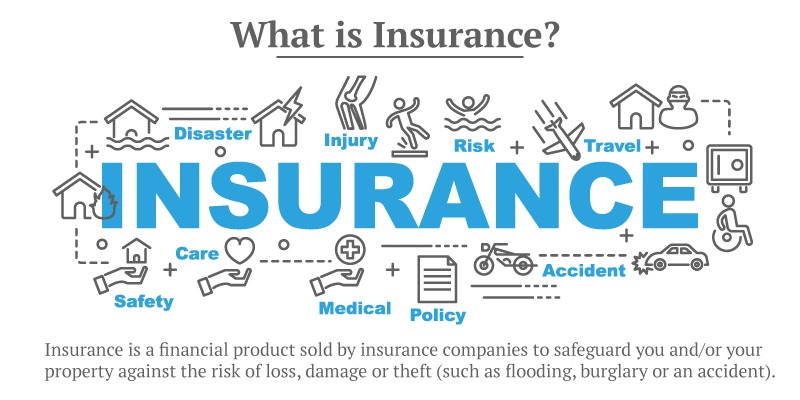 What is Insurance?
Disaster
Injury
Risk
Travel
INSURANCE
Care
Accident
Safety
Medical
Policy
Insurance is a financial product sold by insurance companies to safeguard you and/or your
property against the risk of loss, damage or theft (such as flooding, burglary or an accident).